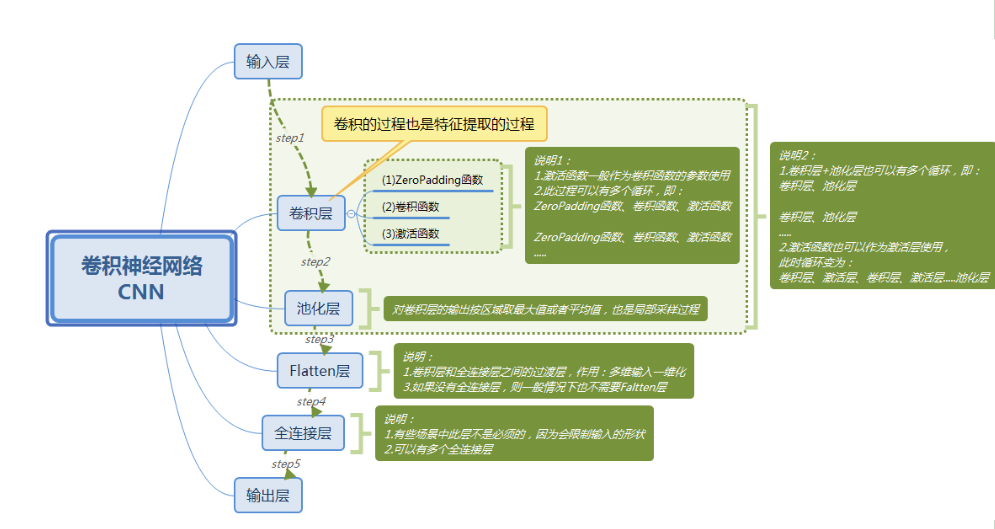 输入层
step1
卷积的过程也是特征提取的过程
卷积层
(1)ZeroPadding函数
(2)卷积函数
(3)激活函数
说明1：
1.激活函数一般作为卷积函数的参数使用
2.此过程可以有多个循环，即：
ZeroPadding函数、卷积函数、激活函数
ZeroPadding函数、卷积函数、激活函数
.....
说明2：
1.卷积层+池化层也可以有多个循环，即：
卷积层、池化层
卷积层、池化层
.....
2.激活函数也可以作为激活层使用，
此时循环变为：
卷积层、激活层、卷积层、激活层.....池化层
step2
卷积神经网络
CNN
池化层
对卷积层的输出按区域取最大值或者平均值，也是局部采样过程
step3
Flatten层
说明：
1.卷积层和全连接层之间的过渡层，作用：多维输入一维化
3.如果没有全连接层，则一般情况下也不需要Faltten层
step4
全连接层
说明：
1.有些场景中此层不是必须的，因为会限制输入的形状
2.可以有多个全连接层
step5
输出层